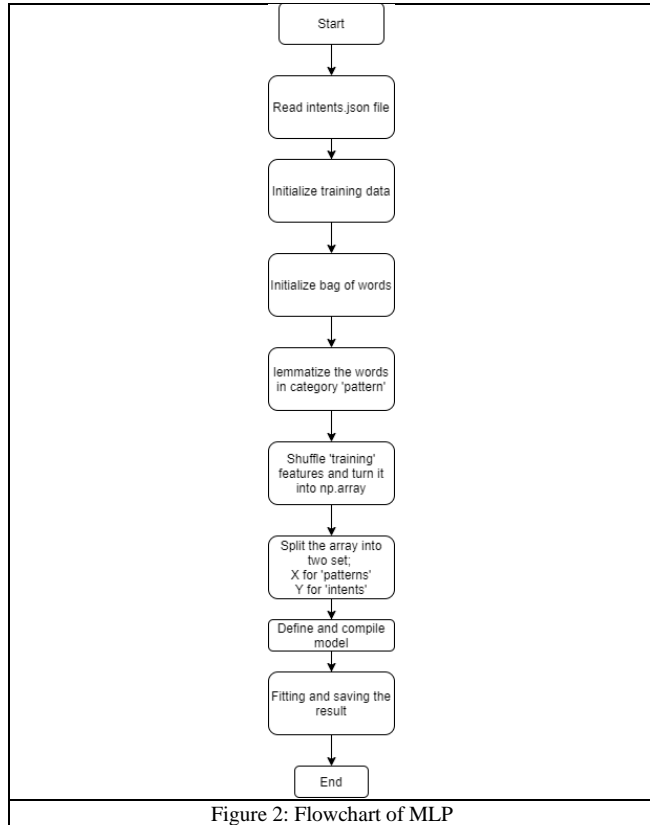 Start
Read intents.json file
Initialize training data
Initialize bag of words
lemmatize the words
in category 'pattern'
Shuffle 'training'
features and turn it
into np.array
Split the array into
two set;
X for 'patterns'
Y for 'intents'
Define and compile
model
Fitting and saving the
result
End
Figure 2: Flowchart of MLP